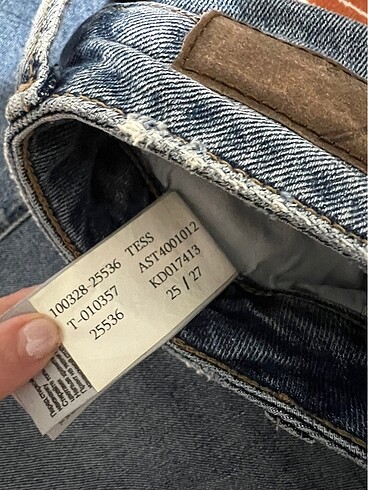 100328-25536 TESS
T-010357 AST4001012
25536 KD017413
25 / 27